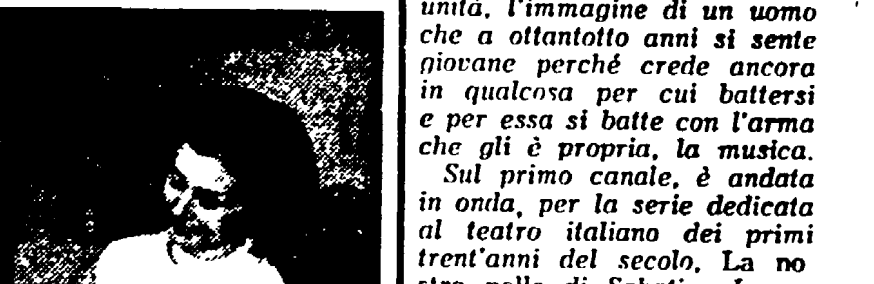 unità, l'immagine di un uomo
che a ottantotto anni si sente
giovane perché crede ancora
in qualcosa per cui battersi
e per essa si batte con l'arma
che gli è propria, la musica.
Sul primo canale, è andata
in onda, per la serie dedicata
al teatro italiano dei primi
trent'anni del secolo, La no